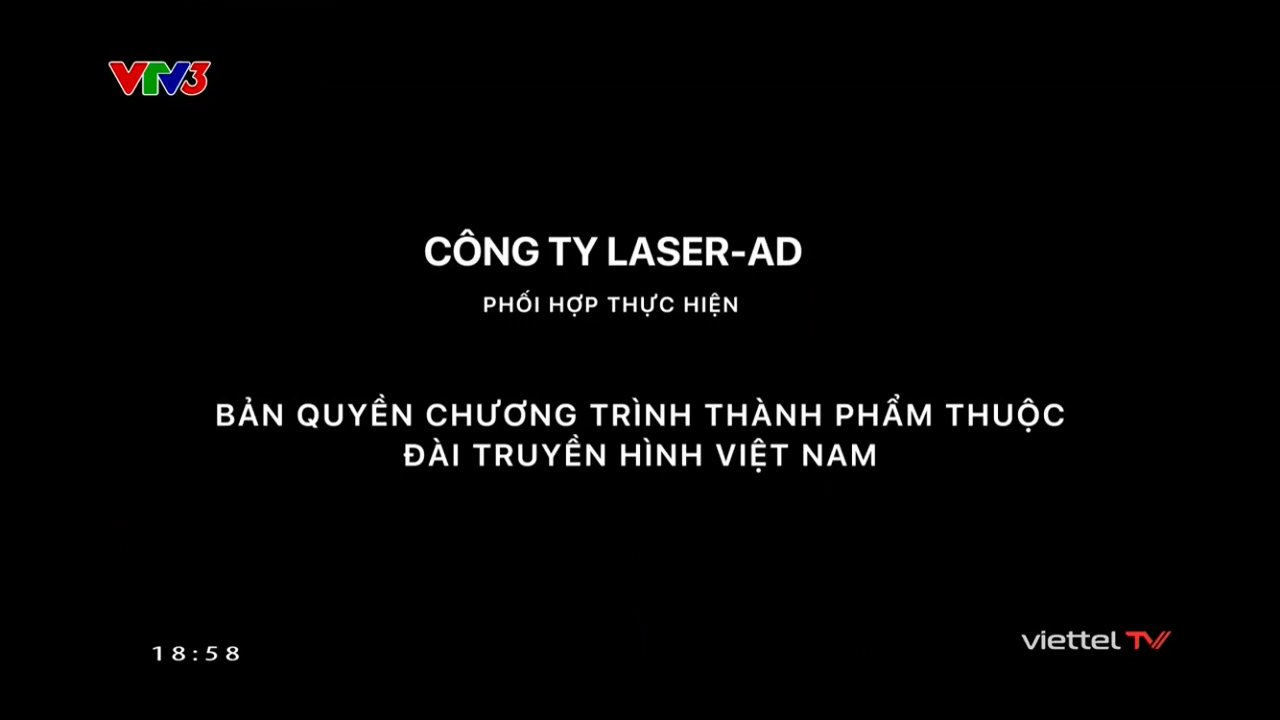 VTV3
CÔNG TY LASER-AD
PHỐI HỢP THỰC HIỆN
BẢN QUYỀN CHƯƠNG TRÌNH THÀNH PHẨM THUỘC
ĐÀI TRUYỀN HÌNH VIỆT NAM
18:58
viettel TV